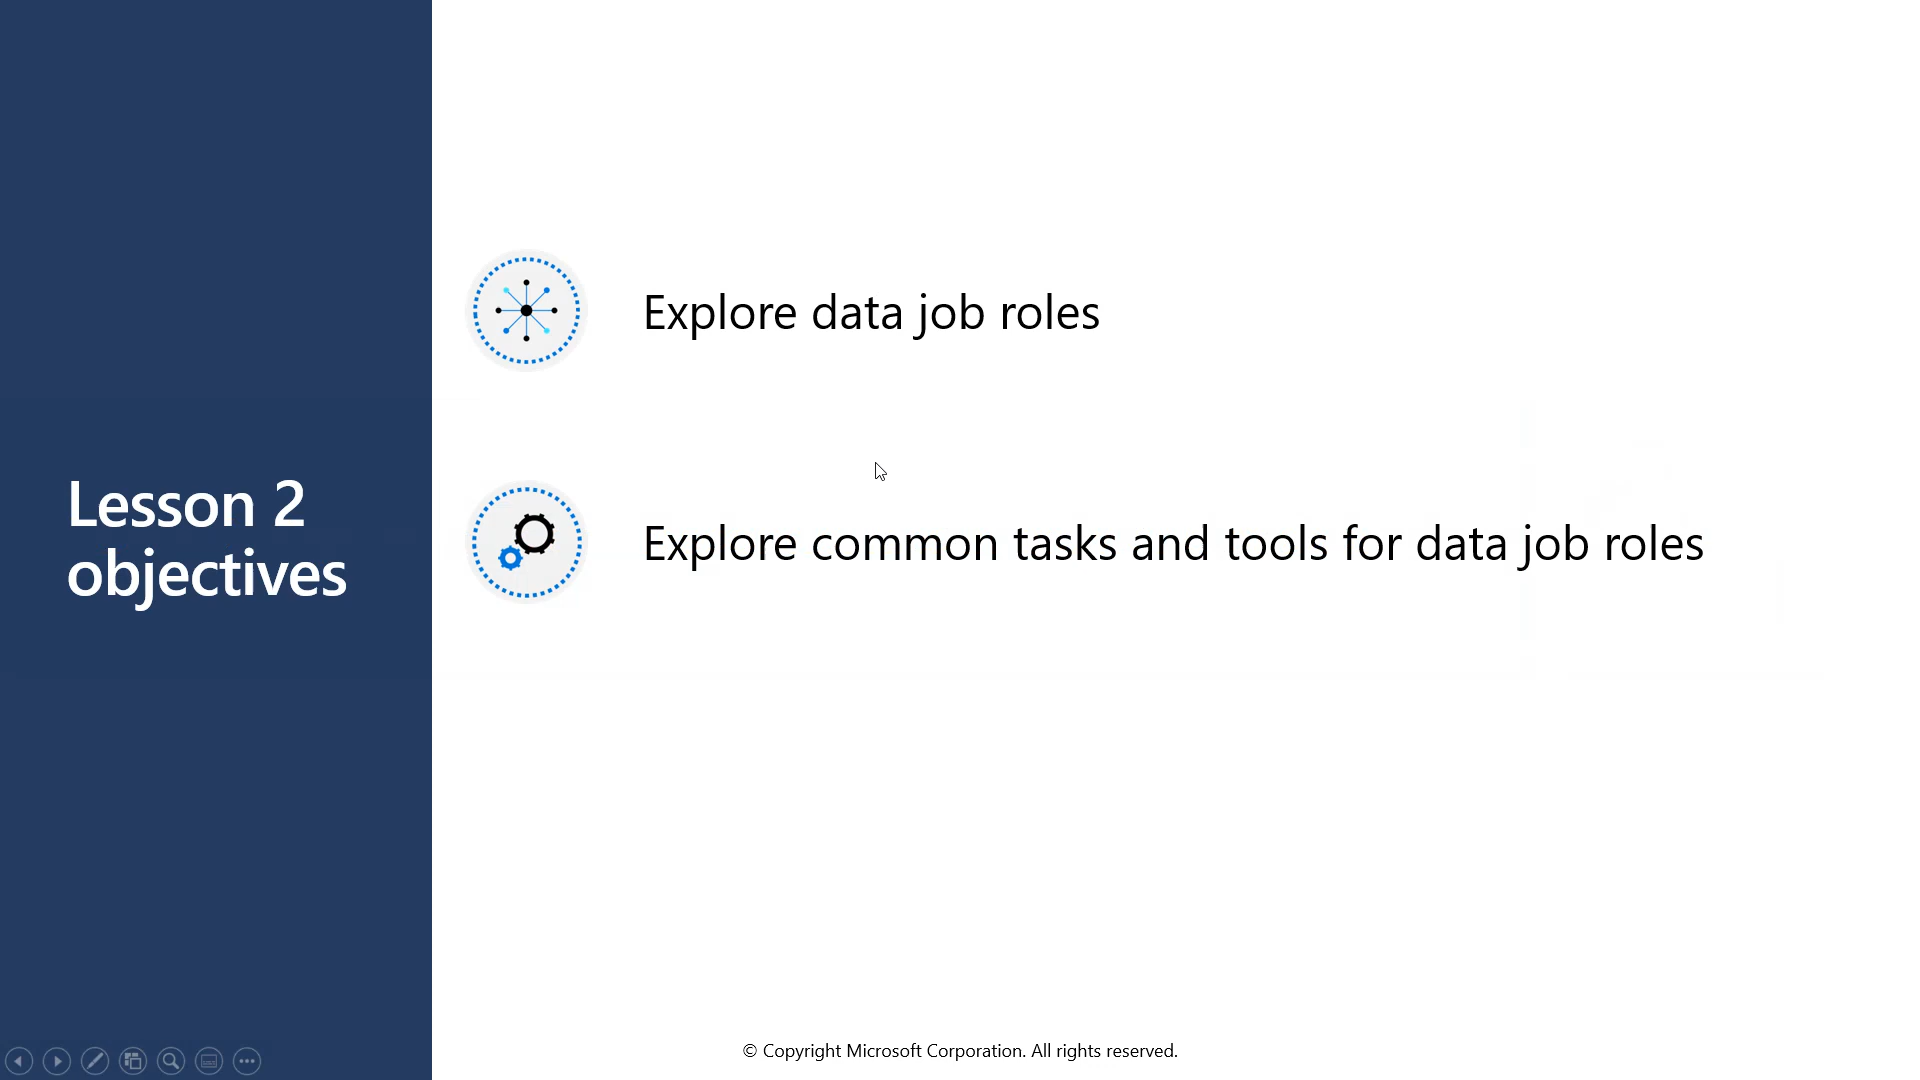 Lesson 2
objectives
Explore data job roles
Explore common tasks and tools for data job roles
© Copyright Microsoft Corporation. All rights reserved.